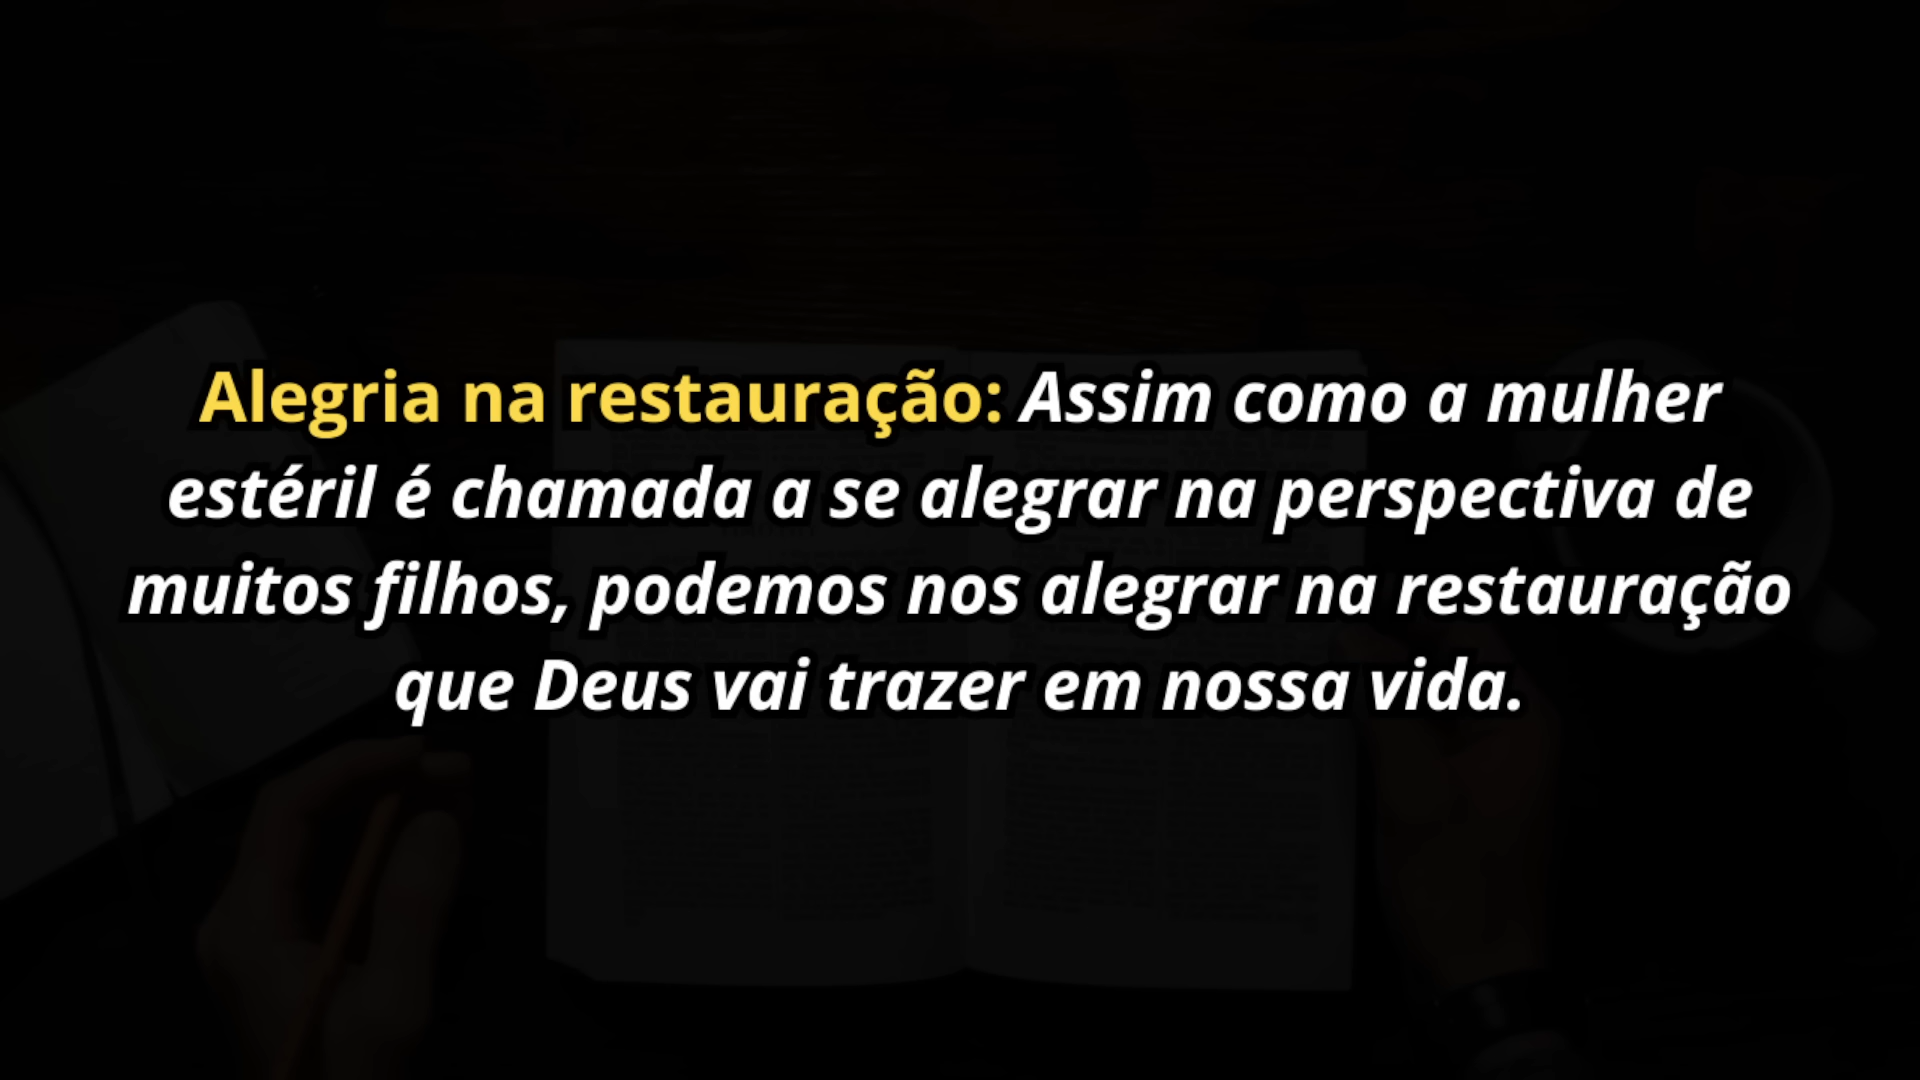 Alegria na restauração: Assim como a mulher
estéril é chamada a se alegrar na perspectiva de
muitos filhos, podemos nos alegrar na restauração
que Deus vai trazer em nossa vida.